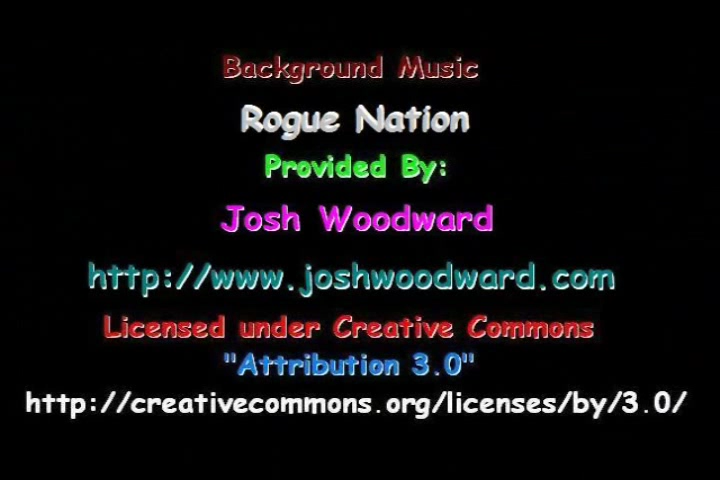 Background Music
Rogue Nation
Provided By:
Josh Woodward
http://www.joshwoodward.com
Licensed under Creative Commons
"Attribution 3.0"
http://creativecommons.org/licenses/by/3.0/